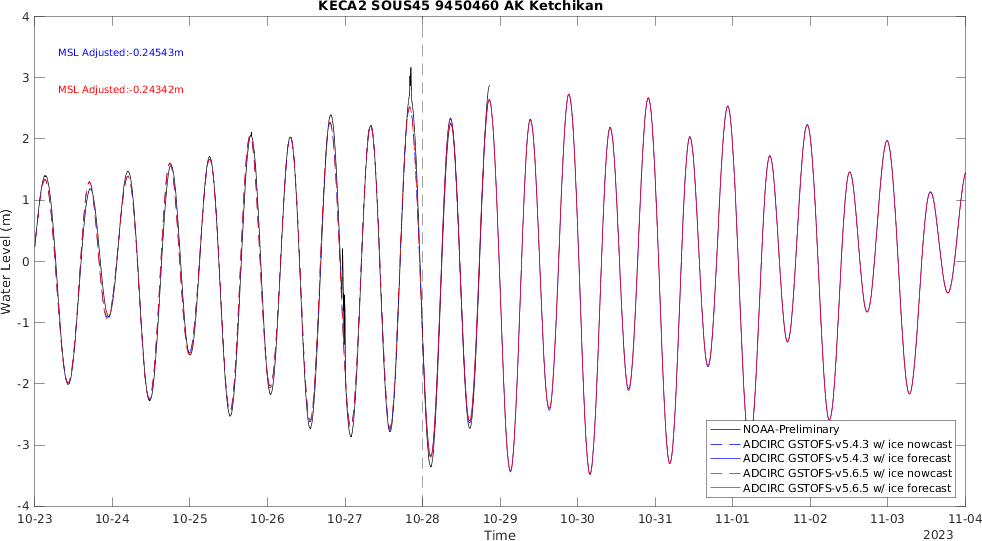 KECA2 SOUS45 9450460 AK Ketchikan
MSL Adjusted:-0.24543m
MSL Adjusted:-0.24342m
Water Level (m)
4
3
2
1
0
-1
-2
-3
-4
NOAA-Preliminary
ADCIRC GSTOFS-v5.4.3 w/ ice nowcast
ADCIRC GSTOFS-v5.4.3 w/ ice forecast
ADCIRC GSTOFS-v5.6.5 w/ ice nowcast
ADCIRC GSTOFS-v5.6.5 w/ ice forecast
10-23 10-24 10-25 10-26 10-27 10-28 10-29 10-30 10-31 11-01 11-02 11-03 11-04
Time
2023